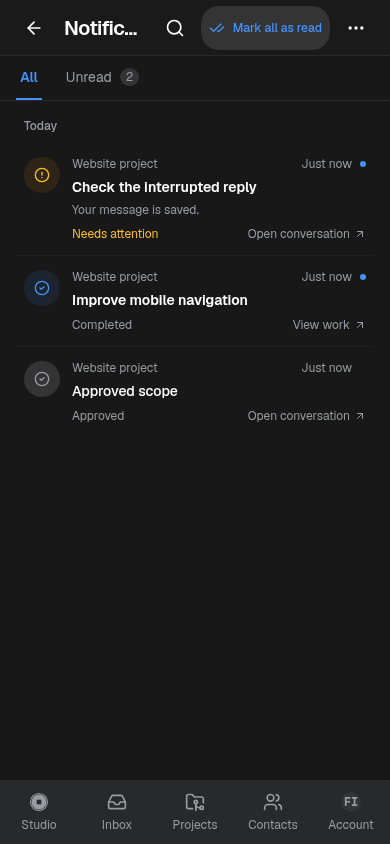 Notific...
Mark all as read
All
Unread 2
Today
Website project Just now
Check the interrupted reply
Your message is saved.
Needs attention Open conversation
Website project Just now
Improve mobile navigation
Completed View work
Website project Just now
Approved scope
Approved Open conversation
FI
Studio Inbox Projects Contacts Account